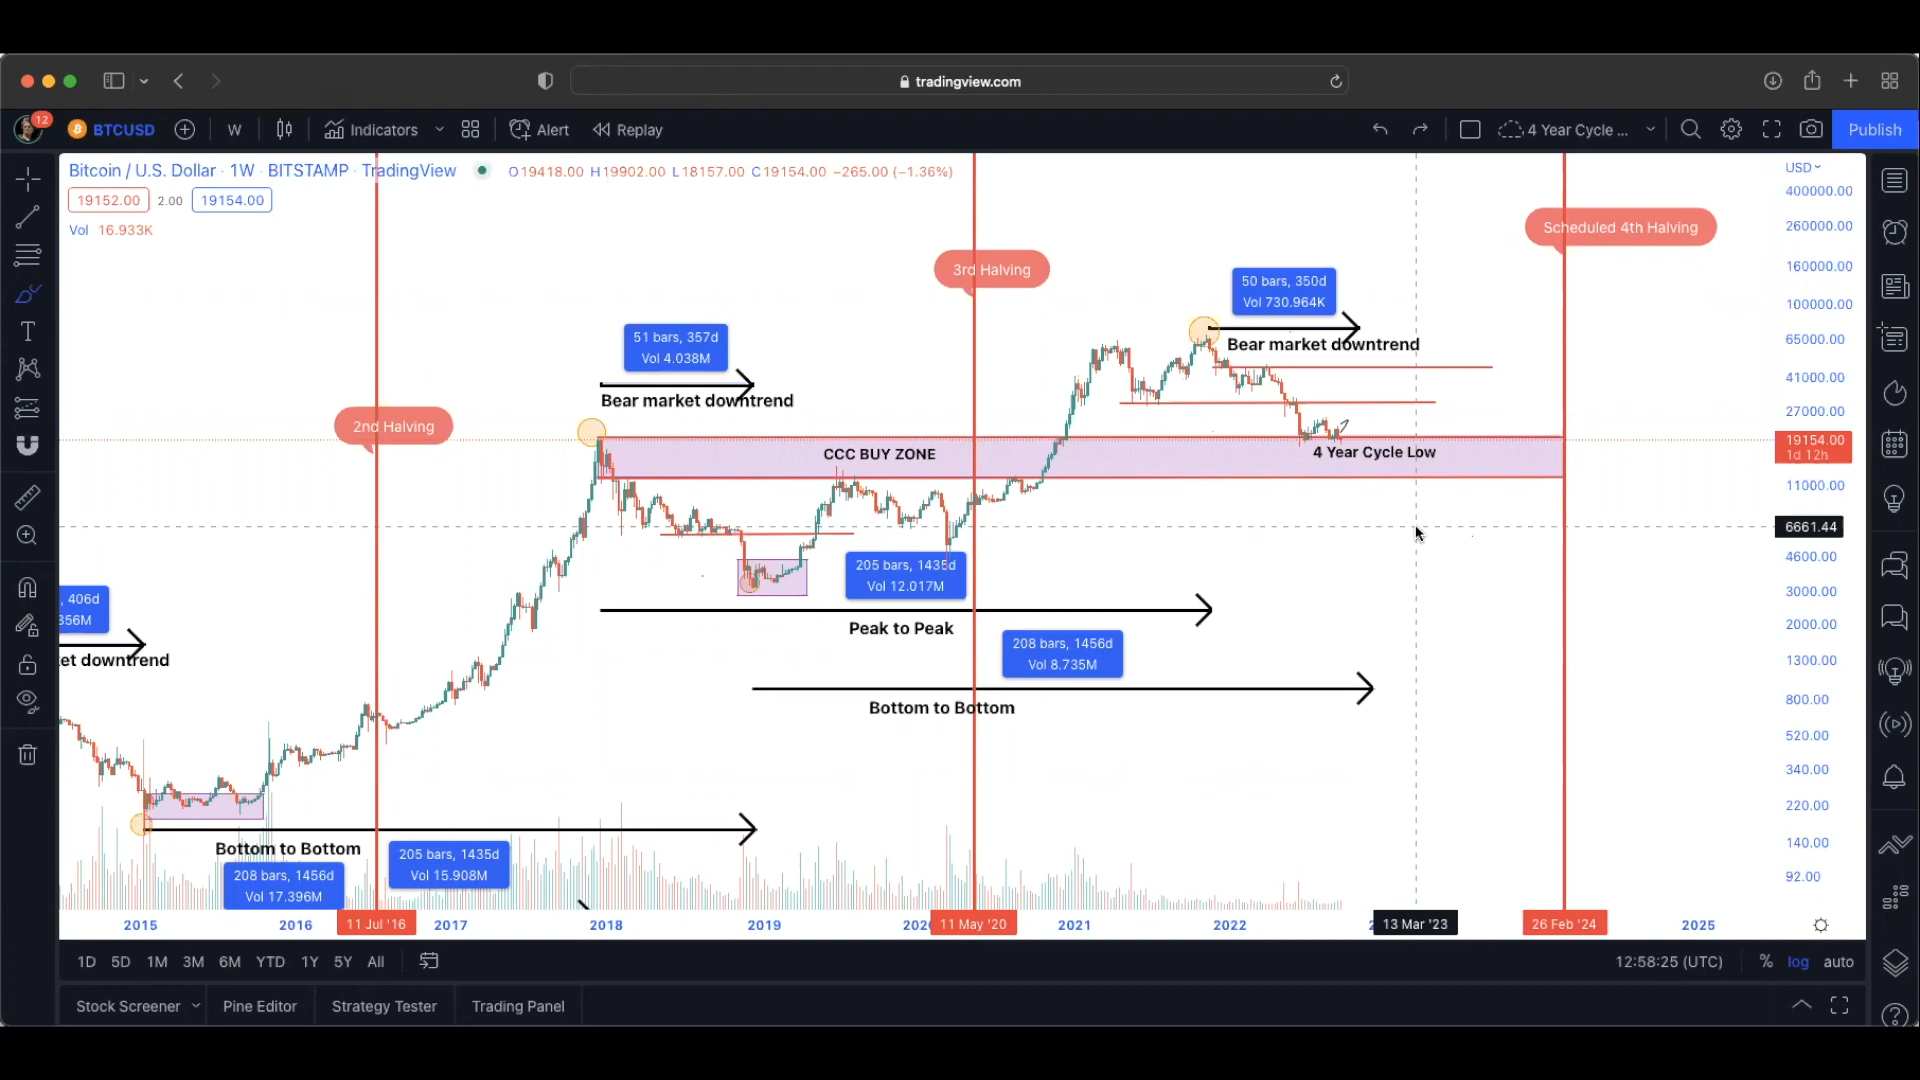 tradingview.com
12
BTCUSD
W
Indicators
Alert
Replay
4 Year Cycle ...
Publish
Bitcoin / U.S. Dollar · 1W · BITSTAMP · TradingView
O19418.00 H19902.00 L18157.00 C19154.00 −265.00 (−1.36%)
19152.00 2.00 19154.00
Vol 16.933K
USD
400000.00
260000.00
160000.00
100000.00
65000.00
41000.00
27000.00
19154.00
1d 12h
11000.00
6661.44
4600.00
3000.00
2000.00
1300.00
800.00
520.00
340.00
220.00
140.00
92.00
Scheduled 4th Halving
3rd Halving
50 bars, 350d
Vol 730.964K
Bear market downtrend
51 bars, 357d
Vol 4.038M
Bear market downtrend
2nd Halving
CCC BUY ZONE
4 Year Cycle Low
205 bars, 1435d
Vol 12.017M
Peak to Peak
208 bars, 1456d
Vol 8.735M
Bottom to Bottom
, 406d
356M
et downtrend
Bottom to Bottom
208 bars, 1456d
Vol 17.396M
205 bars, 1435d
Vol 15.908M
2015
2016
11 Jul '16
2017
2018
2019
202
11 May '20
2021
2022
2
13 Mar '23
26 Feb '24
2025
1D 5D 1M 3M 6M YTD 1Y 5Y All
12:58:25 (UTC)
% log auto
Stock Screener
Pine Editor
Strategy Tester
Trading Panel